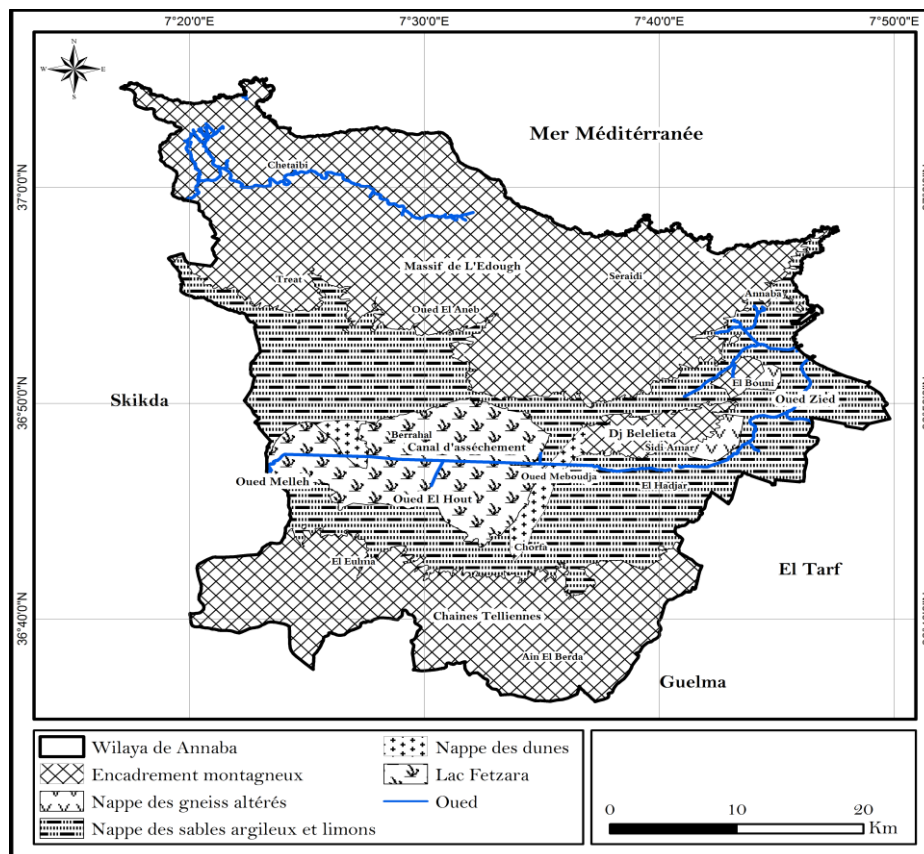 7°20'0"E
7°30'0"E
7°40'0"E
7°50'0"E
N
W
E
S
Mer Méditérranée
37°0'0"N
Chetaibi
Massif de L'Edough
Seraidi
Treat
Annaba
Oued El Aneb
Skikda
36°50'0"N
El Bouni
Oued Zied
Berrahal
Dj Belelieta
Canal d'asséchement
Sidi Amar
Oued Melleh
Oued Meboudja
El Hadjar
Oued El Hout
Chorfa
El Eulma
El Tarf
36°40'0"N
Chaines Telliennes
Ain El Berda
Guelma
Wilaya de Annaba
Encadrement montagneux
Nappe des gneiss altérés
Nappe des sables argileux et limons
Nappe des dunes
Lac Fetzara
Oued
0 10 20
Km